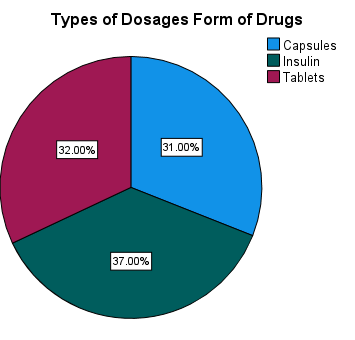 Types of Dosages Form of Drugs
Capsules
Insulin
Tablets
31.00%
32.00%
37.00%